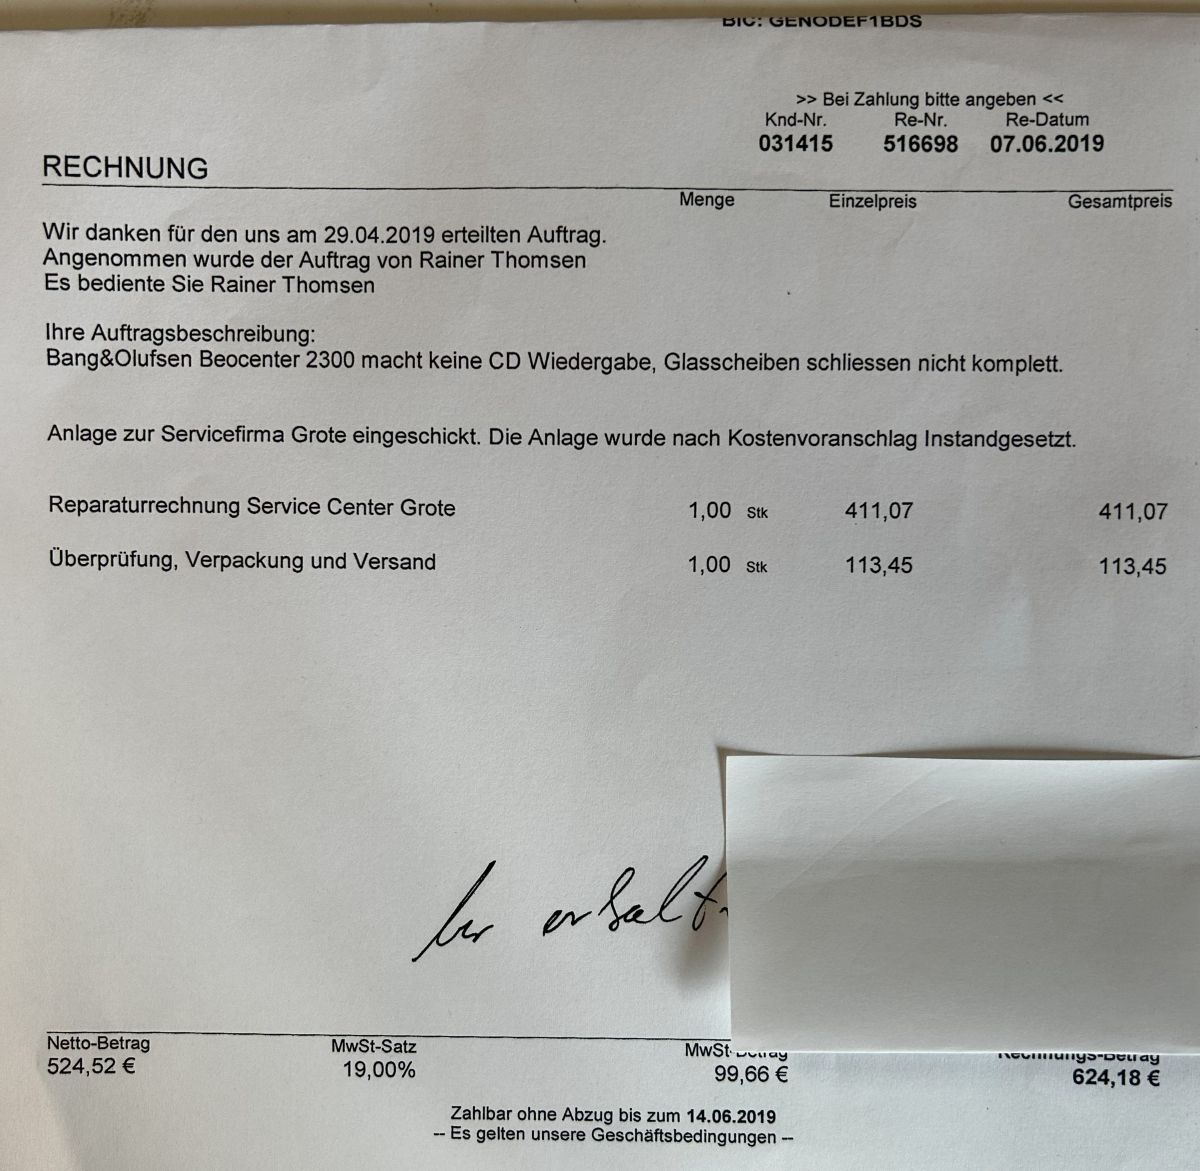 BIC: GENODEF1BDS
>> Bei Zahlung bitte angeben <<
Knd-Nr. Re-Nr. Re-Datum
031415 516698 07.06.2019
RECHNUNG
Menge Einzelpreis Gesamtpreis
Wir danken für den uns am 29.04.2019 erteilten Auftrag.
Angenommen wurde der Auftrag von Rainer Thomsen
Es bediente Sie Rainer Thomsen
Ihre Auftragsbeschreibung:
Bang&Olufsen Beocenter 2300 macht keine CD Wiedergabe, Glasscheiben schliessen nicht komplett.
Anlage zur Servicefirma Grote eingeschickt. Die Anlage wurde nach Kostenvoranschlag Instandgesetzt.
Reparaturrechnung Service Center Grote 1,00 Stk 411,07 411,07
Überprüfung, Verpackung und Versand 1,00 Stk 113,45 113,45
erhalt
Netto-Betrag MwSt-Satz MwSt-Betrag Rechnungs-Betrag
524,52 € 19,00% 99,66 € 624,18 €
Zahlbar ohne Abzug bis zum 14.06.2019
-- Es gelten unsere Geschäftsbedingungen --